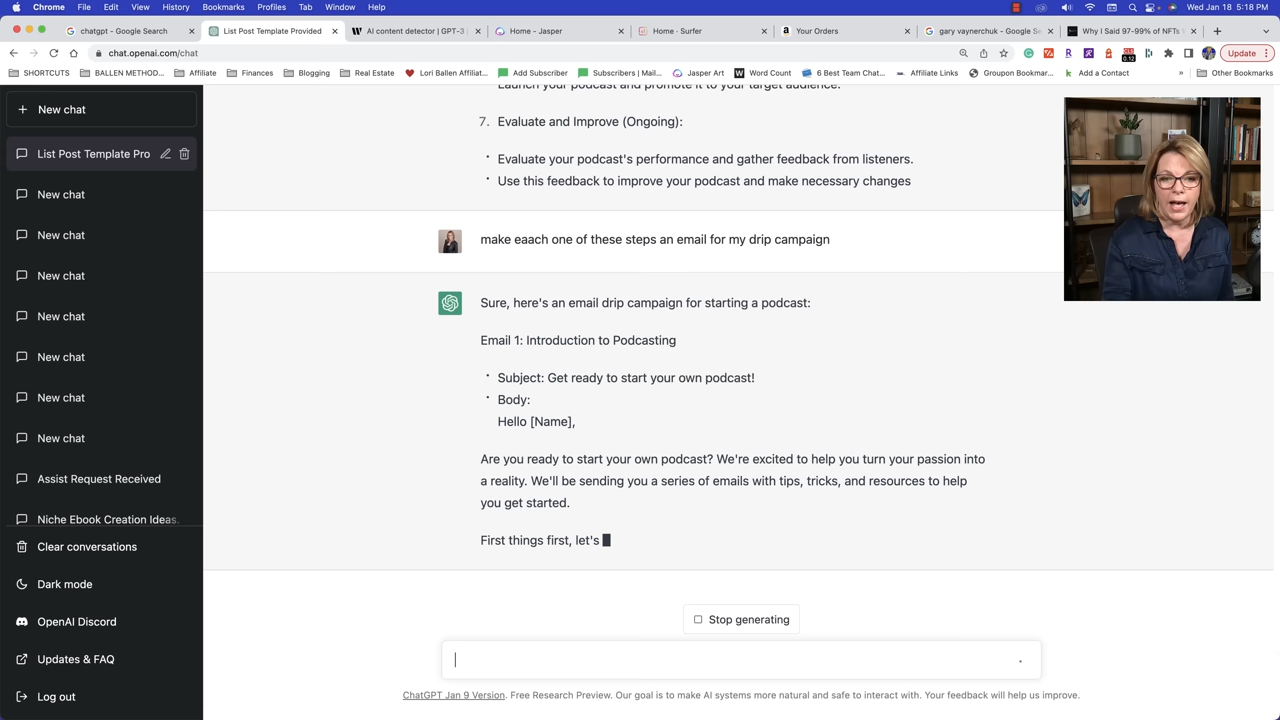 Chrome File Edit View History Bookmarks Profiles Tab Window Help Wed Jan 18 5:18 PM
chatgpt - Google Search List Post Template Provided AI content detector | GPT-3 | Home - Jasper Home - Surfer Your Orders gary vaynerchuk - Google Se Why I Said 97-99% of NFTs W
chat.openai.com/chat 0.12 Update
SHORTCUTS BALLEN METHOD... Affiliate Finances Blogging Real Estate Lori Ballen Affiliat... Add Subscriber Subscribers | Mail... Jasper Art Word Count 6 Best Team Chat... Affiliate Links Groupon Bookmar... Add a Contact » Other Bookmarks
+ New chat
List Post Template Pro
New chat
New chat
New chat
New chat
New chat
New chat
New chat
Assist Request Received
Niche Ebook Creation Ideas.
Clear conversations
Dark mode
OpenAI Discord
Updates & FAQ
Log out
Launch your podcast and promote it to your target audience.
7. Evaluate and Improve (Ongoing):
• Evaluate your podcast's performance and gather feedback from listeners.
• Use this feedback to improve your podcast and make necessary changes
make eaach one of these steps an email for my drip campaign
Sure, here's an email drip campaign for starting a podcast:
Email 1: Introduction to Podcasting
• Subject: Get ready to start your own podcast!
• Body:
Hello [Name],
Are you ready to start your own podcast? We're excited to help you turn your passion into
a reality. We'll be sending you a series of emails with tips, tricks, and resources to help
you get started.
First things first, let's
Stop generating
ChatGPT Jan 9 Version. Free Research Preview. Our goal is to make AI systems more natural and safe to interact with. Your feedback will help us improve.